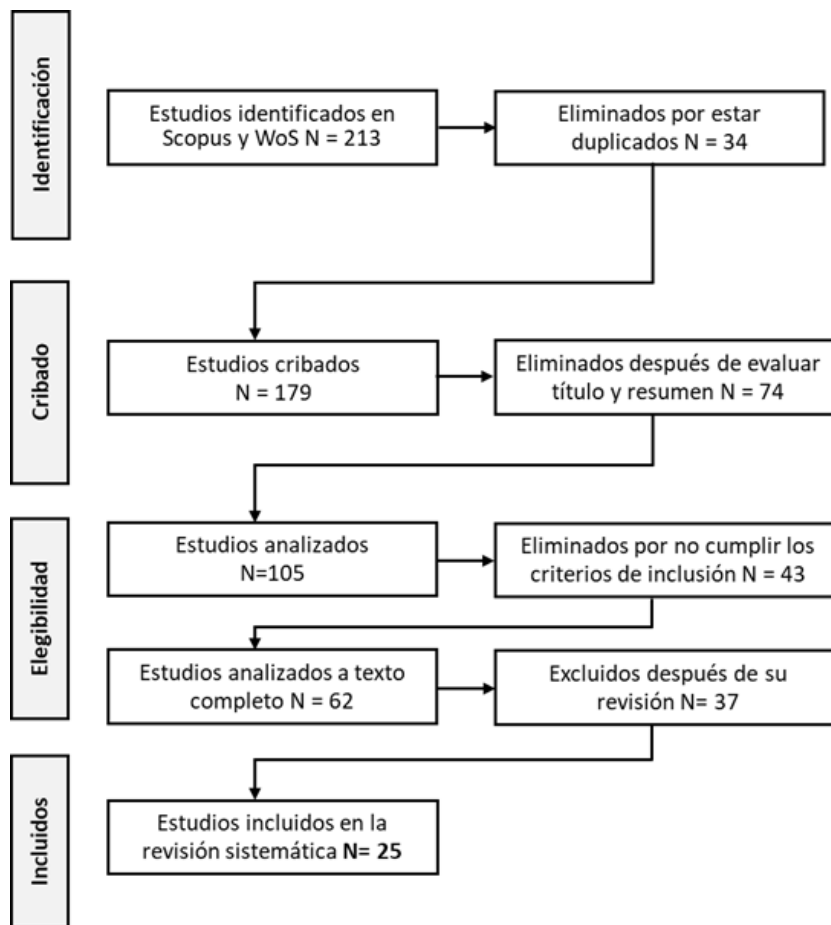 Identificación
Estudios identificados en
Scopus y WoS N = 213
Eliminados por estar
duplicados N = 34
Cribado
Estudios cribados
N = 179
Eliminados después de evaluar
título y resumen N = 74
Elegibilidad
Estudios analizados
N=105
Eliminados por no cumplir los
criterios de inclusión N = 43
Estudios analizados a texto
completo N = 62
Excluidos después de su
revisión N= 37
Incluidos
Estudios incluidos en la
revisión sistemática N= 25